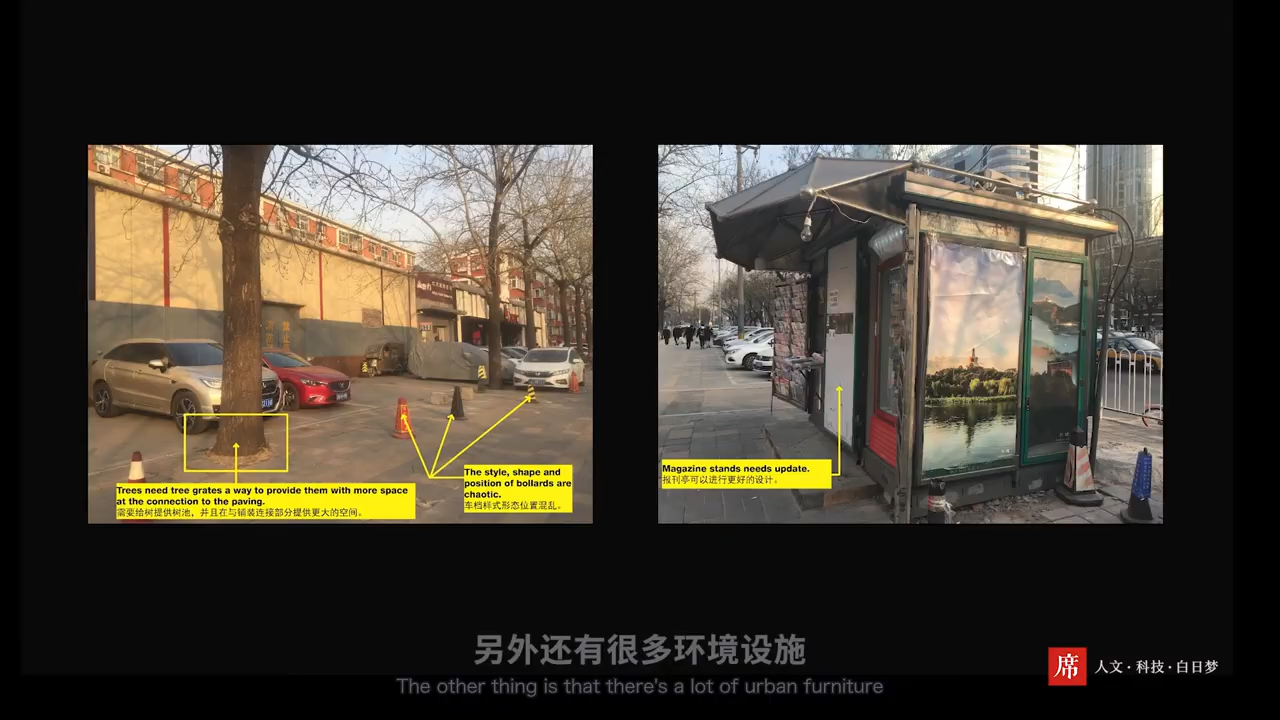 Trees need tree grates a way to provide them with more space
at the connection to the paving.
需要给树提供树池，并且在与铺装连接部分提供更大的空间。
The style, shape and
position of bollards are
chaotic.
车档样式形态位置混乱。
Magazine stands needs update.
报刊亭可以进行更好的设计。
另外还有很多环境设施
The other thing is that there's a lot of urban furniture
席 人文·科技·白日梦